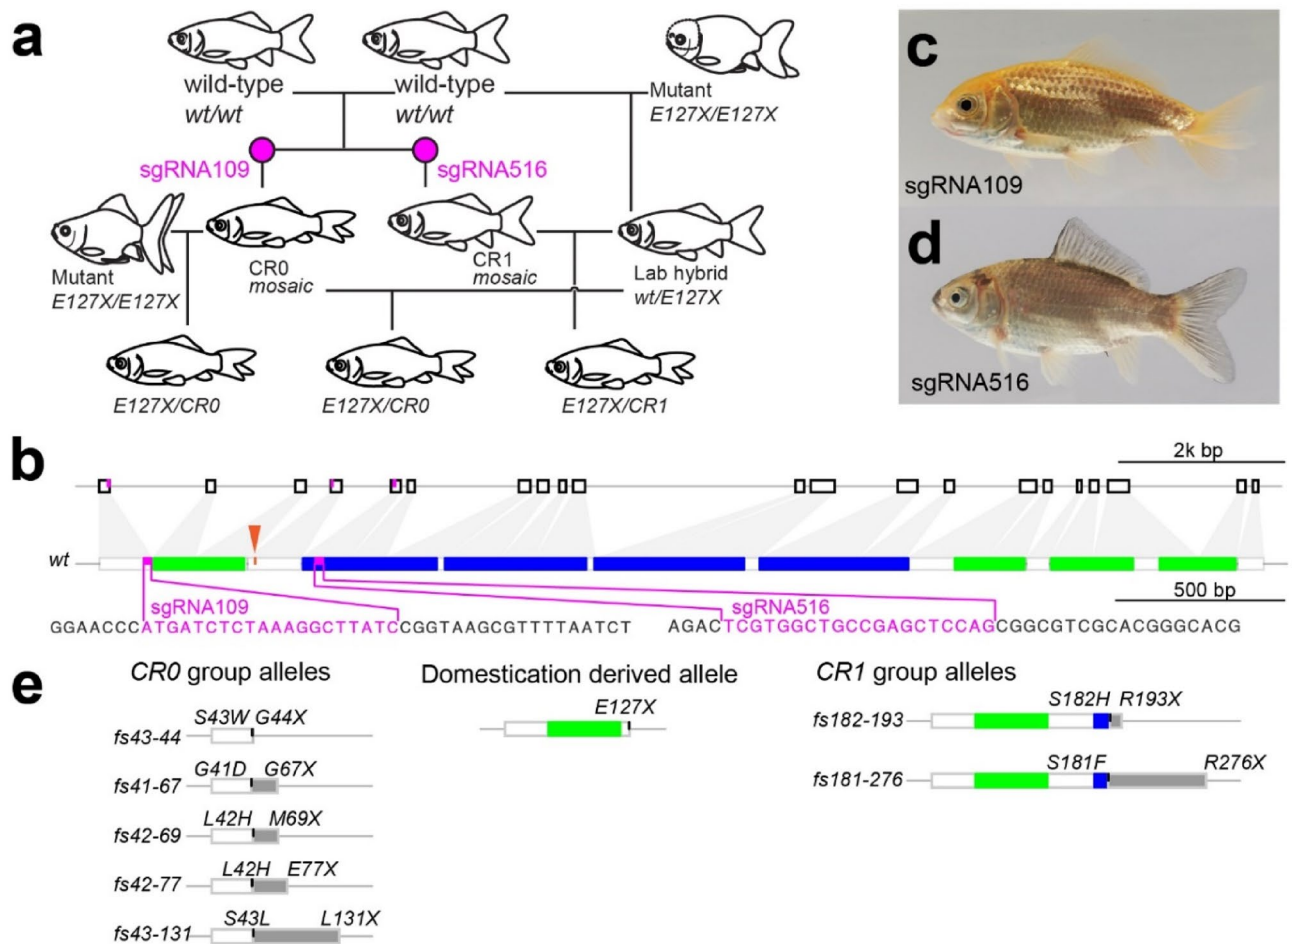 a
wild-type
wt/wt
wild-type
wt/wt
Mutant
E127X/E127X
sgRNA109
sgRNA516
Mutant
E127X/E127X
CR0
mosaic
CR1
mosaic
Lab hybrid
wt/E127X
E127X/CR0
E127X/CR0
E127X/CR1
c
sgRNA109
d
sgRNA516
b
2k bp
wt
500 bp
sgRNA109
sgRNA516
GGAACCCATGATCTCTAAAGGCTTATCCGGTAAGCGTTTTAATCT
AGACTCGTGGCTGCCGAGCTCCAGCGGCGTCGCACGGGCACG
e
CR0 group alleles
S43W G44X
fs43-44
G41D G67X
fs41-67
L42H M69X
fs42-69
L42H E77X
fs42-77
S43L L131X
fs43-131
Domestication derived allele
E127X
CR1 group alleles
S182H R193X
fs182-193
S181F R276X
fs181-276